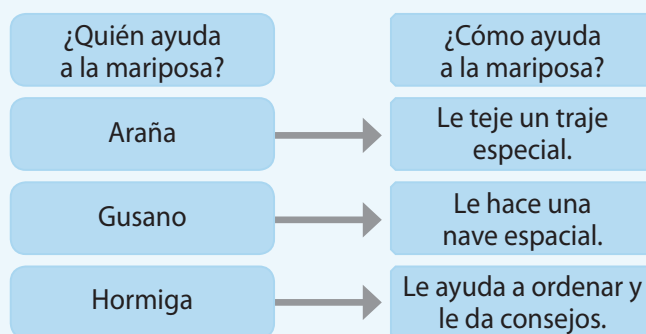 ¿Quién ayuda
a la mariposa?
¿Cómo ayuda
a la mariposa?
Araña
Le teje un traje
especial.
Gusano
Le hace una
nave espacial.
Hormiga
Le ayuda a ordenar y
le da consejos.